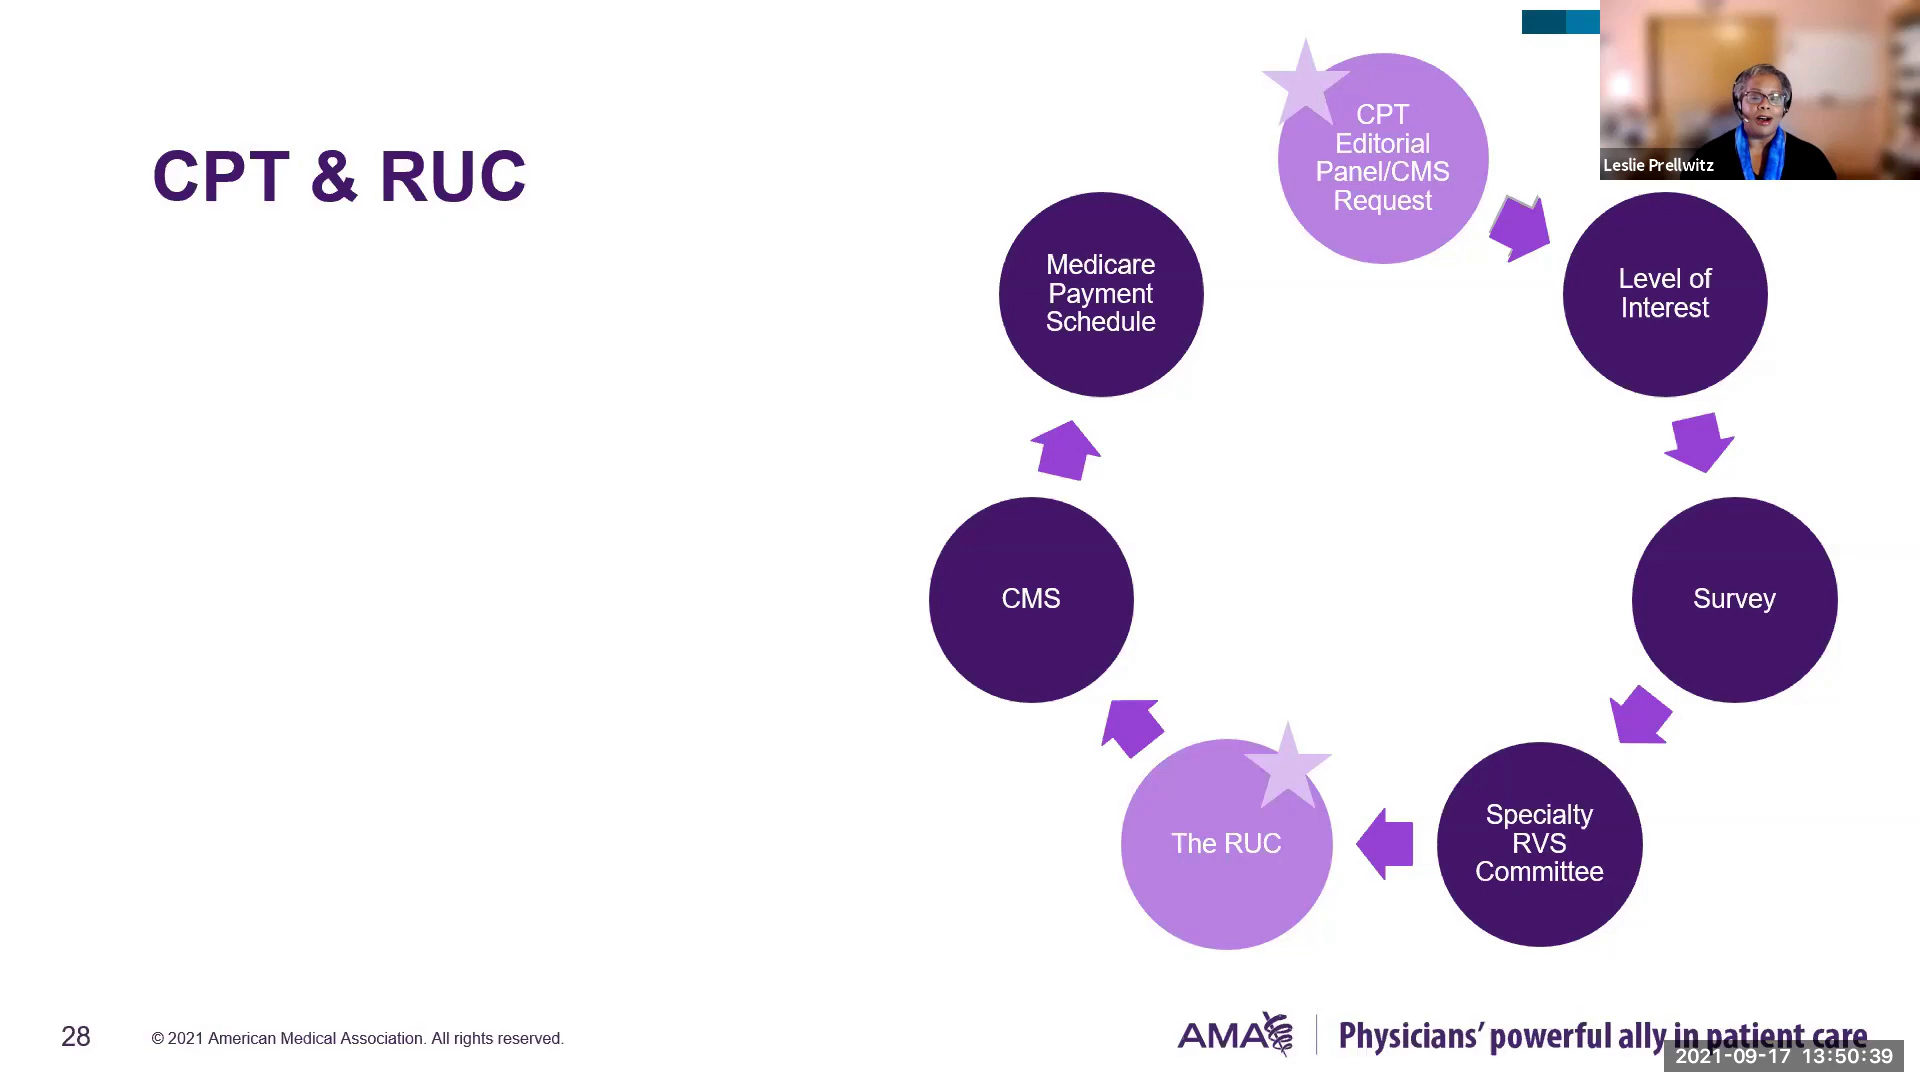 CPT & RUC
CPT
Editorial
Panel/CMS
Request
Level of
Interest
Survey
Specialty
RVS
Committee
The RUC
CMS
Medicare
Payment
Schedule
Leslie Prellwitz
28
© 2021 American Medical Association. All rights reserved.
AMA
Physicians’ powerful ally in patient care
2021-09-17 13:50:39